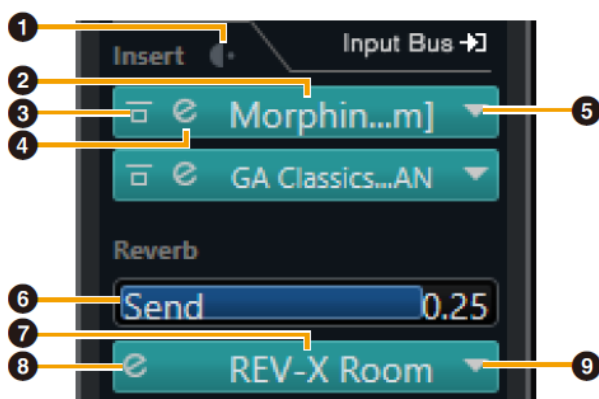 1
Insert
Input Bus
2
3
e
Morphin...m]
4
5
e
GA Classics...AN
Reverb
6
Send
0.25
7
8
e
REV-X Room
9